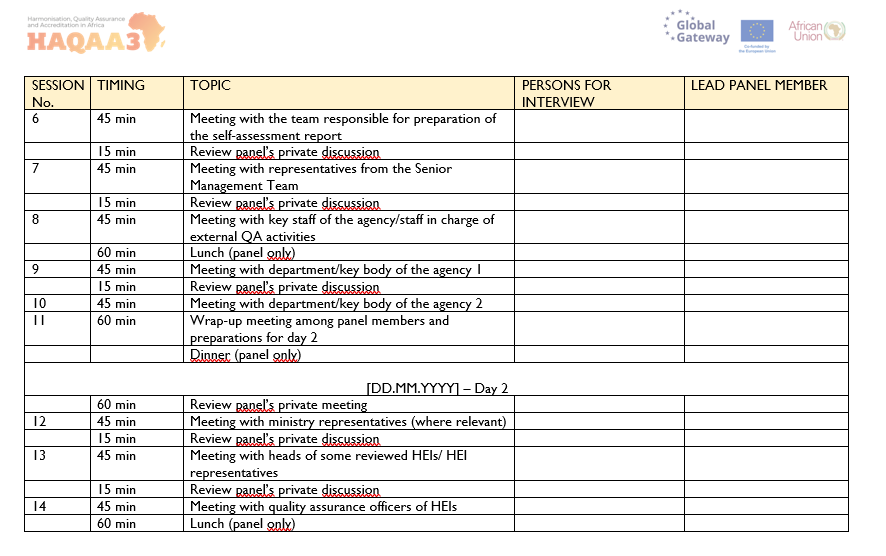 Harmonisation, Quality Assurance
and Accreditation in Africa
HAQAA3
Global
Gateway
Co-funded by
the European Union
African
Union
SESSION No. TIMING TOPIC PERSONS FOR INTERVIEW LEAD PANEL MEMBER
6 45 min Meeting with the team responsible for preparation of
the self-assessment report
15 min Review panel's private discussion
7 45 min Meeting with representatives from the Senior
Management Team
15 min Review panel's private discussion
8 45 min Meeting with key staff of the agency/staff in charge of
external QA activities
60 min Lunch (panel only)
9 45 min Meeting with department/key body of the agency 1
15 min Review panel's private discussion
10 45 min Meeting with department/key body of the agency 2
11 60 min Wrap-up meeting among panel members and
preparations for day 2
Dinner (panel only)
[DD.MM.YYYY] – Day 2
60 min Review panel's private meeting
12 45 min Meeting with ministry representatives (where relevant)
15 min Review panel's private discussion
13 45 min Meeting with heads of some reviewed HEIs/ HEI
representatives
15 min Review panel's private discussion
14 45 min Meeting with quality assurance officers of HEIs
60 min Lunch (panel only)